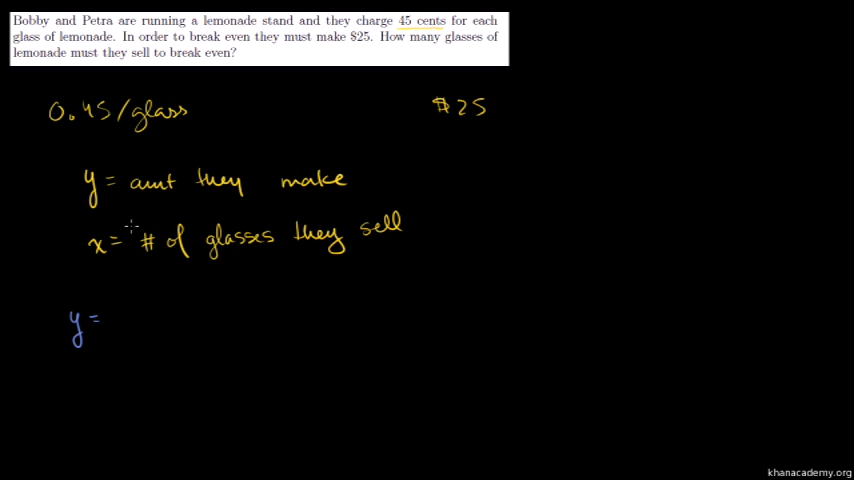 Bobby and Petra are running a lemonade stand and they charge 45 cents for each
glass of lemonade. In order to break even they must make $25. How many glasses of
lemonade must they sell to break even?
0.45/glass $25
y = amt they make
x = # of glasses they sell
y =
khanacademy.org